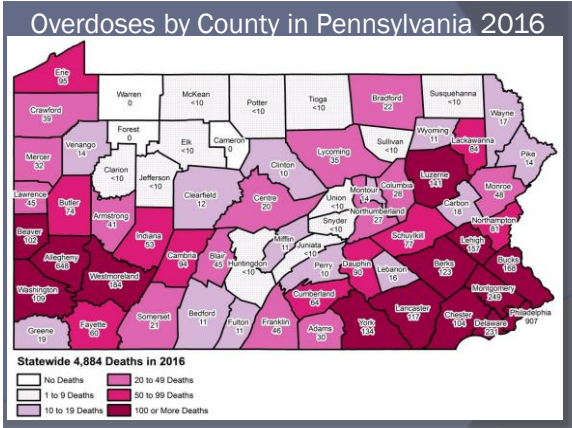 Overdoses by County in Pennsylvania 2016
Erie
95
Warren
0
McKean
<10
Potter
<10
Tioga
<10
Bradford
22
Susquehanna
<10
Wayne
17
Crawford
39
Forest
0
Elk
<10
Cameron
0
Sullivan
<10
Wyoming
11
Lackawanna
84
Pike
14
Mercer
32
Venango
14
Clarion
<10
Jefferson
<10
Clinton
10
Lycoming
35
Luzerne
141
Monroe
48
Lawrence
45
Butler
74
Armstrong
41
Clearfield
12
Centre
20
Union
<10
Montour
14
Columbia
28
Carbon
18
Northampton
81
Snyder
<10
Northumberland
27
Schuylkill
77
Lehigh
157
Beaver
102
Allegheny
648
Indiana
53
Cambria
94
Blair
45
Huntingdon
<10
Mifflin
11
Juniata
<10
Perry
10
Dauphin
90
Lebanon
16
Berks
123
Bucks
168
Montgomery
249
Washington
109
Westmoreland
184
Cumberland
64
Lancaster
117
Chester
104
Delaware
231
Philadelphia
907
Greene
19
Fayette
60
Somerset
21
Bedford
11
Fulton
11
Franklin
46
Adams
30
York
134
Statewide 4,884 Deaths in 2016
No Deaths
1 to 9 Deaths
10 to 19 Deaths
20 to 49 Deaths
50 to 99 Deaths
100 or More Deaths